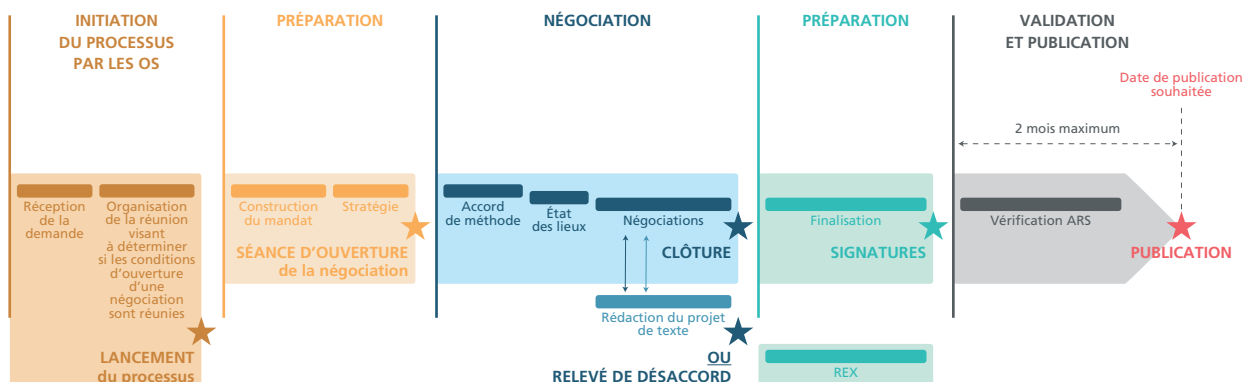 INITIATION
DU PROCESSUS
PAR LES OS
PRÉPARATION
NÉGOCIATION
PRÉPARATION
VALIDATION
ET PUBLICATION
Date de publication
souhaitée
2 mois maximum
Réception
de la
demande
Organisation
de la réunion
visant
à déterminer
si les conditions
d'ouverture
d'une
négociation
sont réunies
LANCEMENT
du processus
Construction
du mandat
Stratégie
SÉANCE D'OUVERTURE
de la négociation
Accord
de méthode
État
des lieux
Négociations
CLÔTURE
Rédaction du projet
de texte
OU
RELEVÉ DE DÉSACCORD
Finalisation
SIGNATURES
REX
Vérification ARS
PUBLICATION